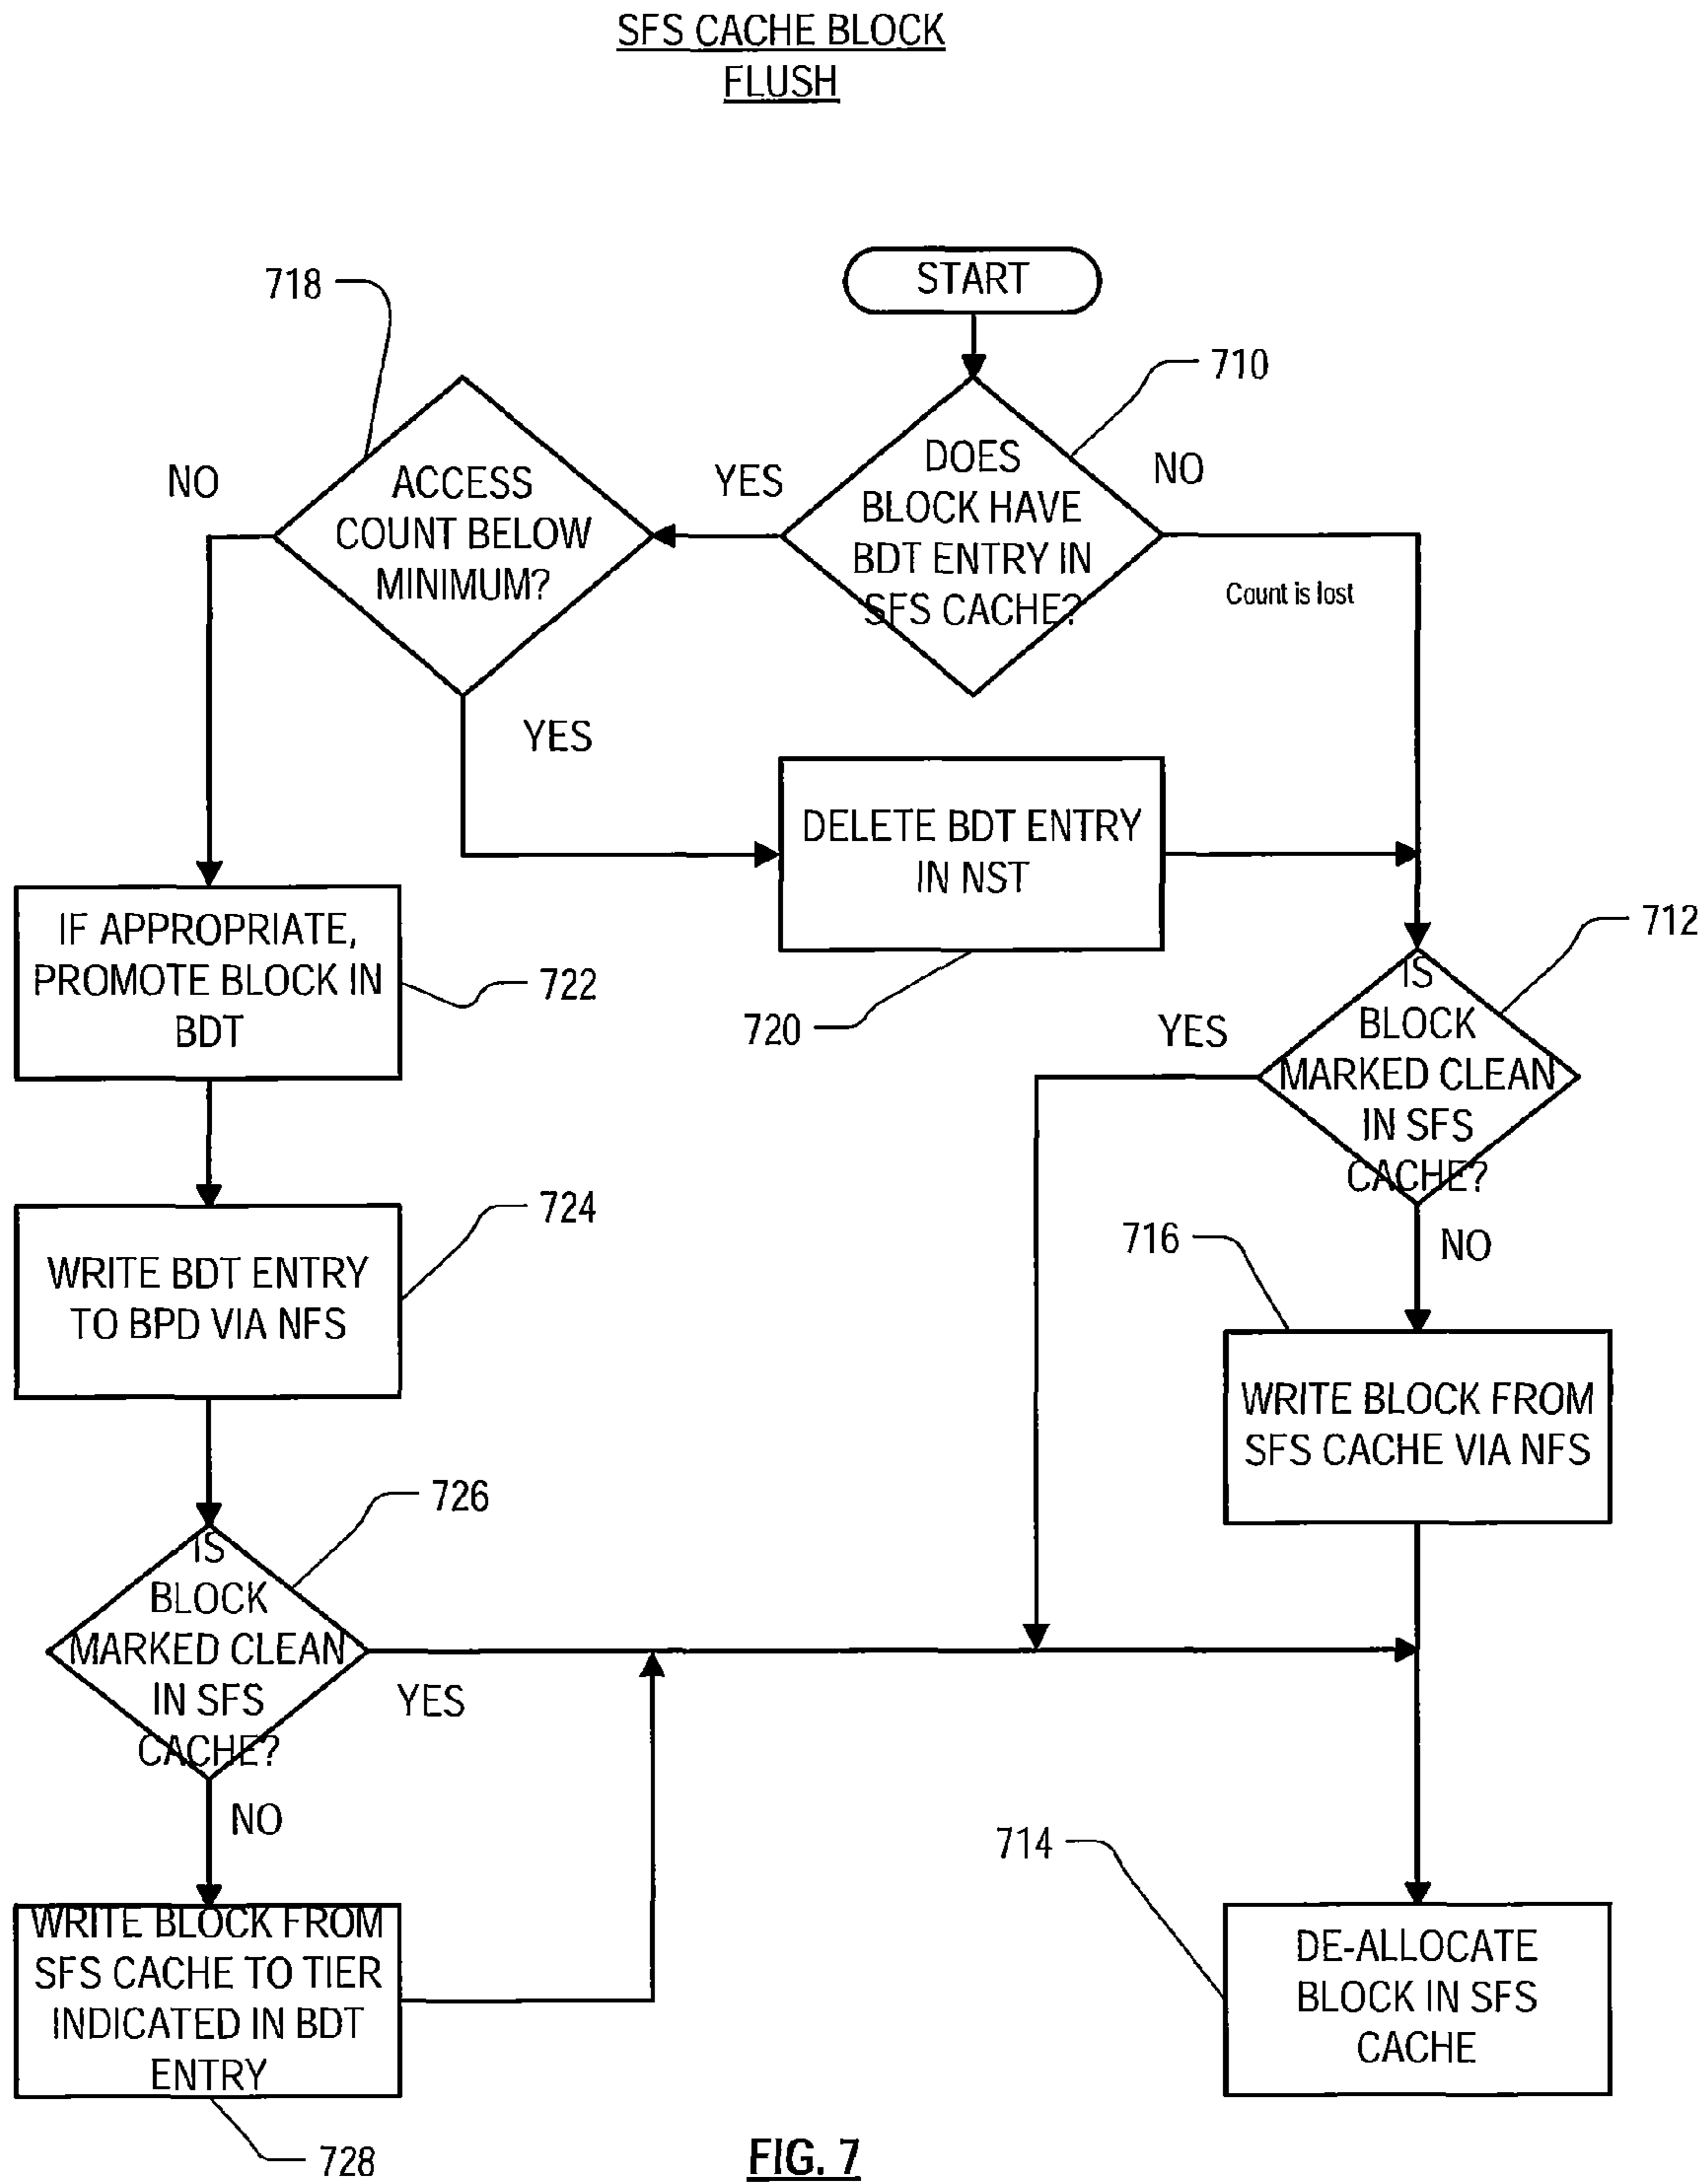 SFS CACHE BLOCK
FLUSH
START
718
710
NO
ACCESS
COUNT BELOW
MINIMUM?
YES
DOES
BLOCK HAVE
BDT ENTRY IN
SFS CACHE?
NO
Count is lost
YES
DELETE BDT ENTRY
IN NST
720
IF APPROPRIATE,
PROMOTE BLOCK IN
BDT
722
712
YES
IS
BLOCK
MARKED CLEAN
IN SFS
CACHE?
NO
724
WRITE BDT ENTRY
TO BPD VIA NFS
716
WRITE BLOCK FROM
SFS CACHE VIA NFS
726
IS
BLOCK
MARKED CLEAN
IN SFS
CACHE?
YES
NO
714
WRITE BLOCK FROM
SFS CACHE TO TIER
INDICATED IN BDT
ENTRY
DE-ALLOCATE
BLOCK IN SFS
CACHE
728
FIG. 7